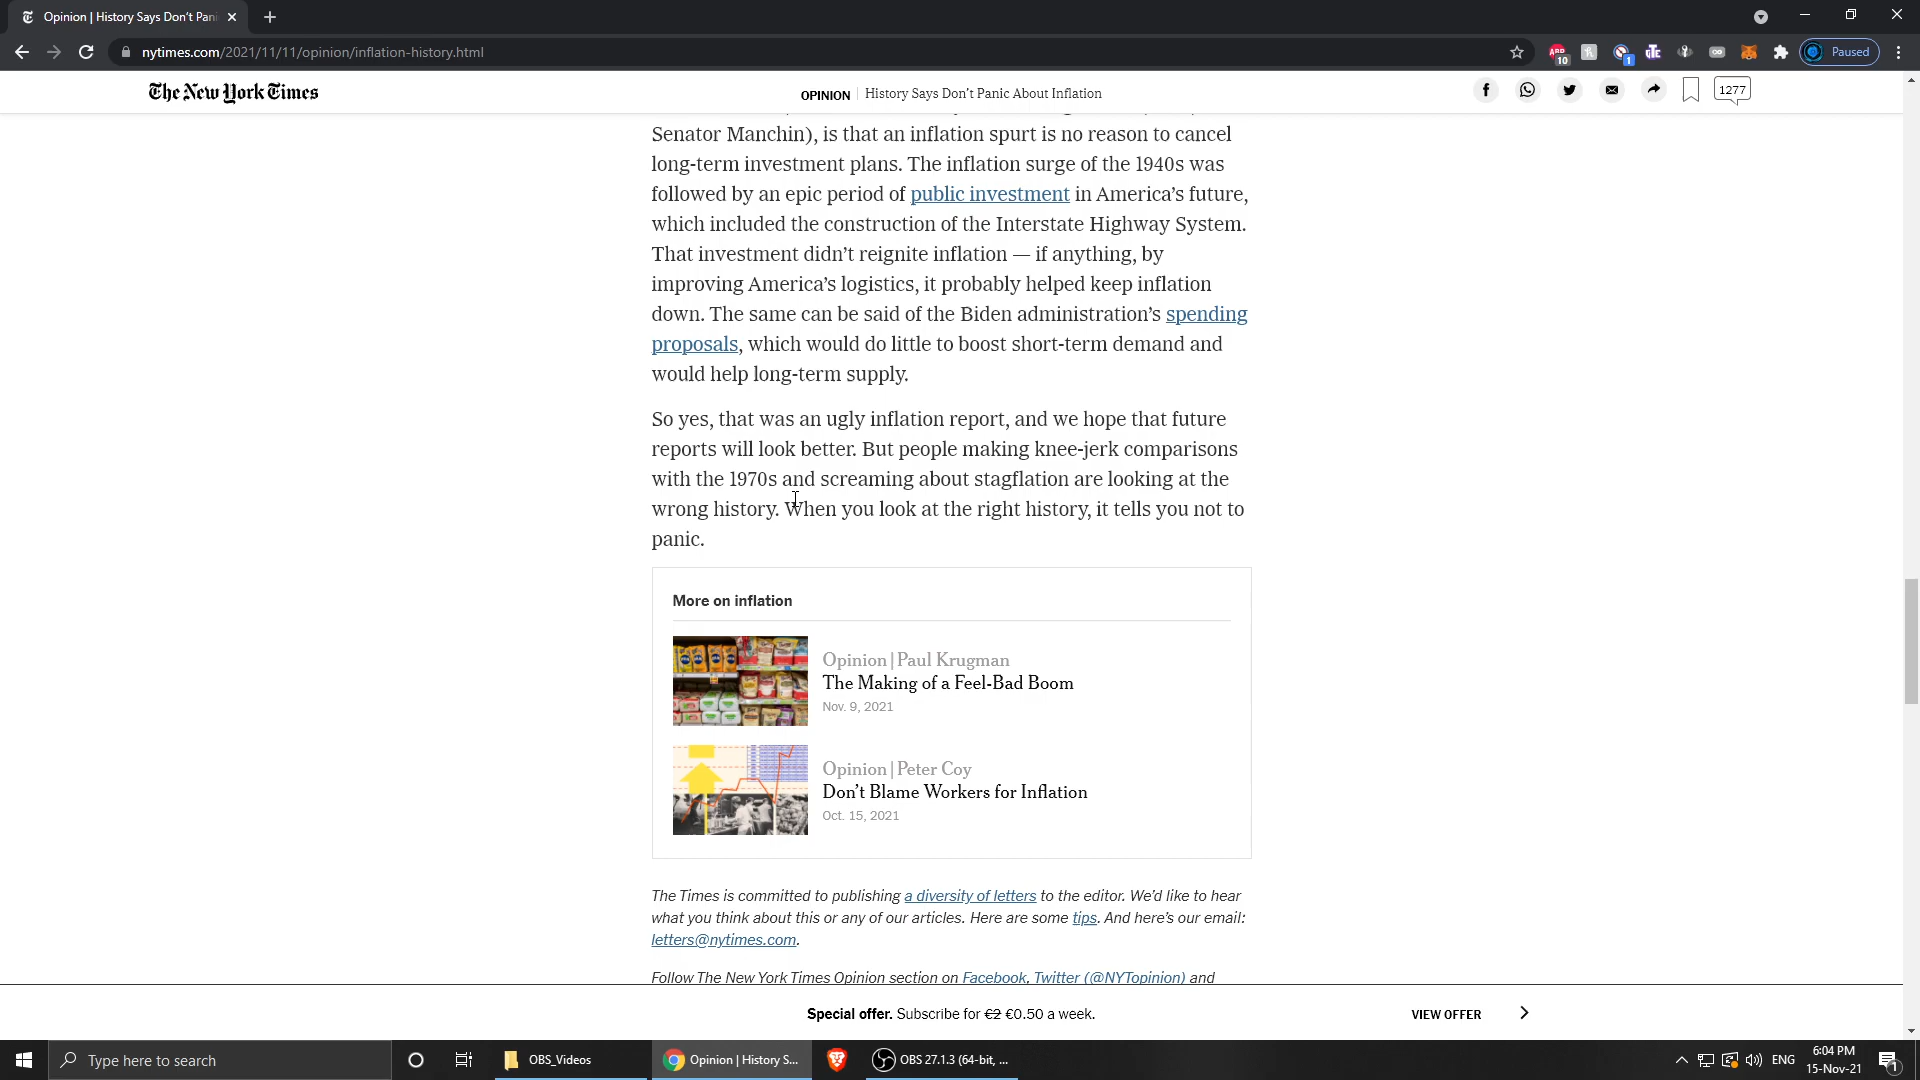 Opinion | History Says Don't Pani
nytimes.com/2021/11/11/opinion/inflation-history.html
ABP
10
1
Paused
The New York Times
OPINION
History Says Don't Panic About Inflation
1277
Senator Manchin), is that an inflation spurt is no reason to cancel
long-term investment plans. The inflation surge of the 1940s was
followed by an epic period of public investment in America's future,
which included the construction of the Interstate Highway System.
That investment didn't reignite inflation — if anything, by
improving America's logistics, it probably helped keep inflation
down. The same can be said of the Biden administration's spending
proposals, which would do little to boost short-term demand and
would help long-term supply.
So yes, that was an ugly inflation report, and we hope that future
reports will look better. But people making knee-jerk comparisons
with the 1970s and screaming about stagflation are looking at the
wrong history. When you look at the right history, it tells you not to
panic.
More on inflation
Opinion | Paul Krugman
The Making of a Feel-Bad Boom
Nov. 9, 2021
Opinion | Peter Coy
Don't Blame Workers for Inflation
Oct. 15, 2021
The Times is committed to publishing a diversity of letters to the editor. We'd like to hear
what you think about this or any of our articles. Here are some tips. And here's our email:
letters@nytimes.com.
Follow The New York Times Opinion section on Facebook, Twitter (@NYTopinion) and
Special offer. Subscribe for €2 €0.50 a week.
VIEW OFFER
Type here to search
OBS_Videos
Opinion | History S...
OBS 27.1.3 (64-bit, ...
ENG
6:04 PM
15-Nov-21
1